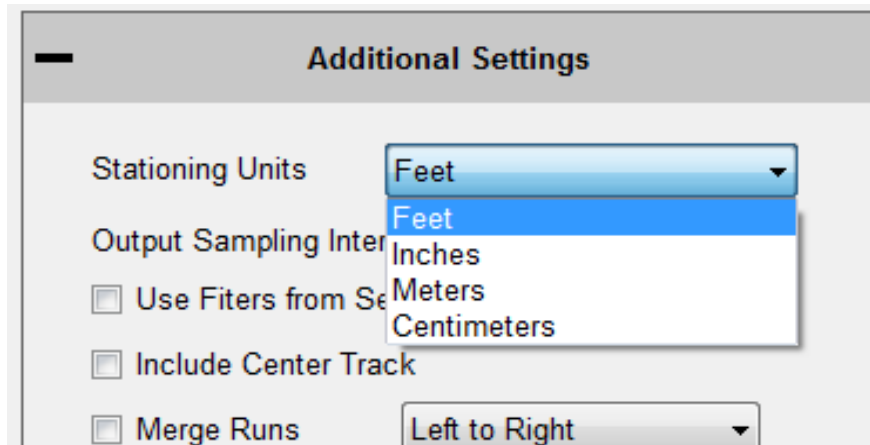 Additional Settings
Stationing Units Feet
Feet
Output Sampling Inter
Inches
Use Fiters from Se
Meters
Centimeters
Include Center Track
Merge Runs Left to Right